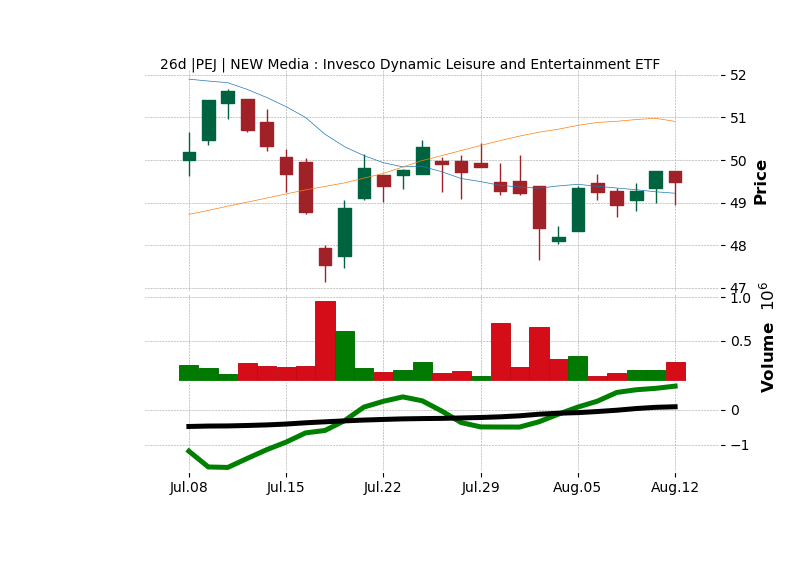 26d |PEJ | NEW Media : Invesco Dynamic Leisure and Entertainment ETF
52
51
50
49
48
47
Price
1.0
0.5
Volume 10^6
0
−1
Jul.08 Jul.15 Jul.22 Jul.29 Aug.05 Aug.12